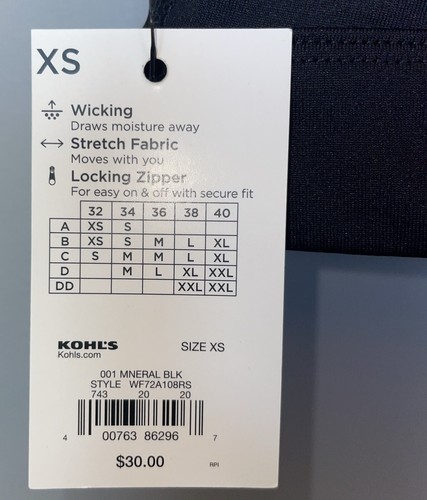 XS
Wicking
Draws moisture away
Stretch Fabric
Moves with you
Locking Zipper
For easy on & off with secure fit
32 34 36 38 40
A XS S
B XS S M L XL
C S M M L XL
D M L XL XXL
DD XXL XXL
KOHL'S
Kohls.com
SIZE XS
001 MNERAL BLK
STYLE WF72A108RS
743 20 20
4 00763 86296 7
$30.00
RPI